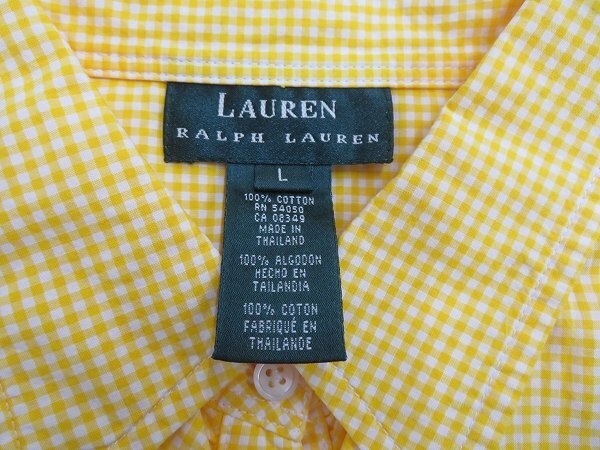 LAUREN
RALPH LAUREN
L
100% COTTON
RN 54050
CA 08349
MADE IN
THAILAND
100% ALGODON
HECHO EN
TAILANDIA
100% COTON
FABRIQUÉ EN
THAILANDE